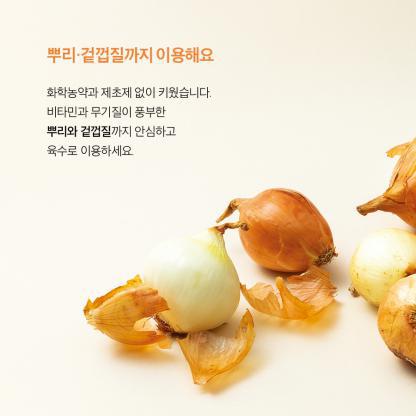 뿌리·겉껍질까지 이용해요
화학농약과 제초제 없이 키웠습니다.
비타민과 무기질이 풍부한
뿌리와 겉껍질까지 안심하고
육수로 이용하세요.